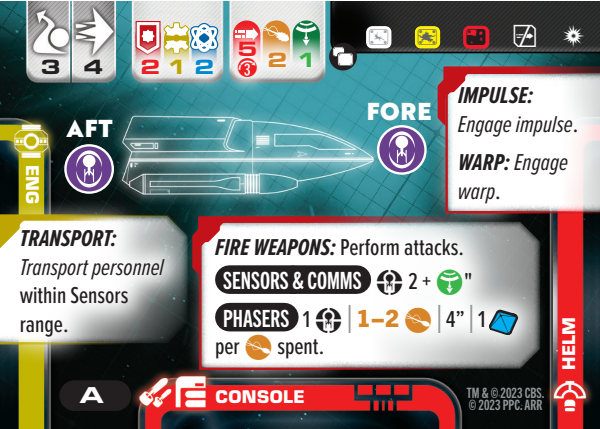 3 4
2 1 2
5 2 1
3
AFT
FORE
IMPULSE:
Engage impulse.
WARP: Engage
warp.
ENG
TRANSPORT:
Transport personnel
within Sensors
range.
FIRE WEAPONS: Perform attacks.
SENSORS & COMMS 2 + "
PHASERS 1 | 1–2 | 4” | 1
per spent.
HELM
A
CONSOLE
TM & © 2023 CBS.
© 2023 PPC. ARR